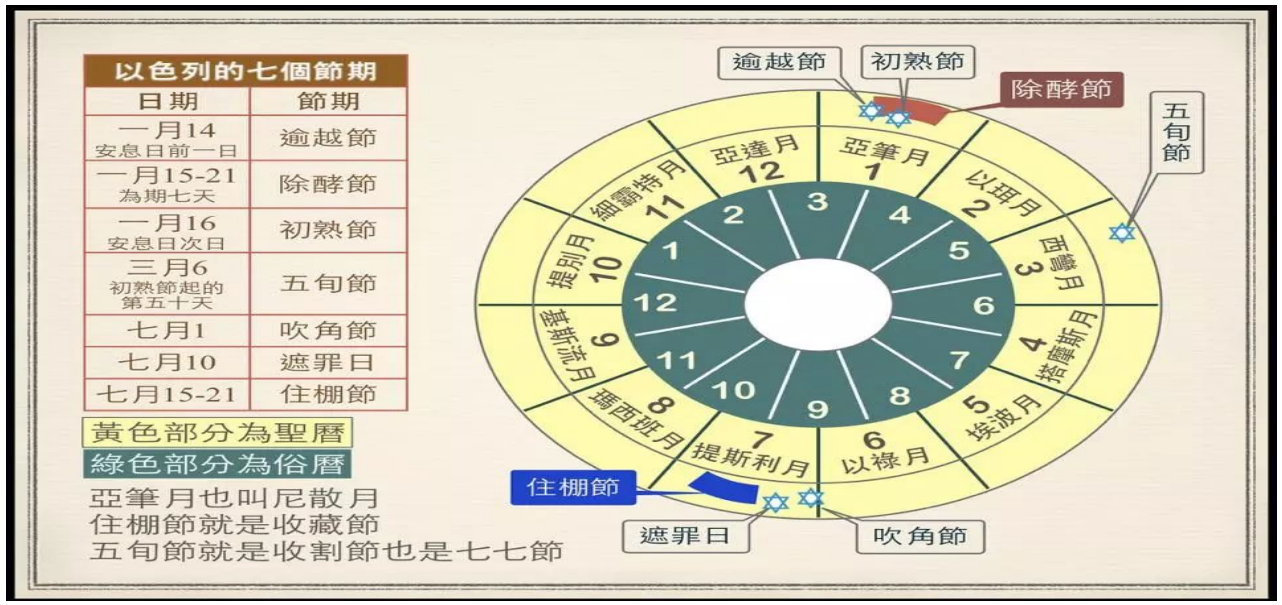 以色列的七個節期
日期 節期
一月14
安息日前一日
逾越節
一月15-21
為期七天
除酵節
一月16
安息日次日
初熟節
三月6
初熟節起的
第五十天
五旬節
七月1 吹角節
七月10 遮罪日
七月15-21 住棚節
黃色部分為聖曆
綠色部分為俗曆
亞筆月也叫尼散月
住棚節就是收藏節
五旬節就是收割節也是七七節
逾越節
初熟節
除酵節
五旬節
亞筆月
1
以珥月
2
西彎月
3
搭摩斯月
4
埃波月
5
以祿月
6
提斯利月
7
瑪西班月
8
基斯流月
9
提別月
10
細霸特月
11
亞達月
12
3
4
5
6
7
8
9
10
11
12
1
2
住棚節
遮罪日
吹角節